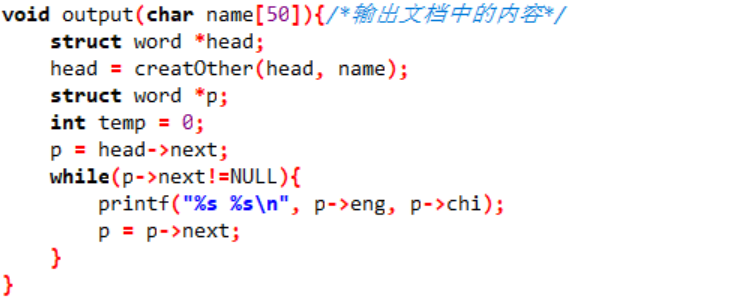 void output(char name[50]){/*输出文档中的内容*/
    struct word *head;
    head = creatOther(head, name);
    struct word *p;
    int temp = 0;
    p = head->next;
    while(p->next!=NULL){
        printf("%s %s\n", p->eng, p->chi);
        p = p->next;
    }
}